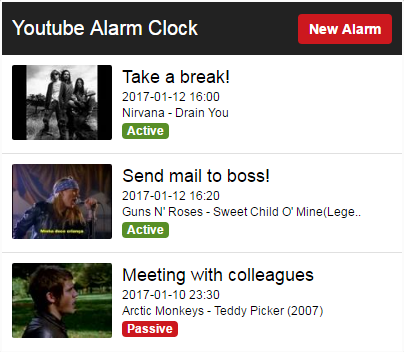 Youtube Alarm Clock
New Alarm
Take a break!
2017-01-12 16:00
Nirvana - Drain You
Active
Send mail to boss!
2017-01-12 16:20
Guns N' Roses - Sweet Child O' Mine(Lege..
Active
Meeting with colleagues
2017-01-10 23:30
Arctic Monkeys - Teddy Picker (2007)
Passive